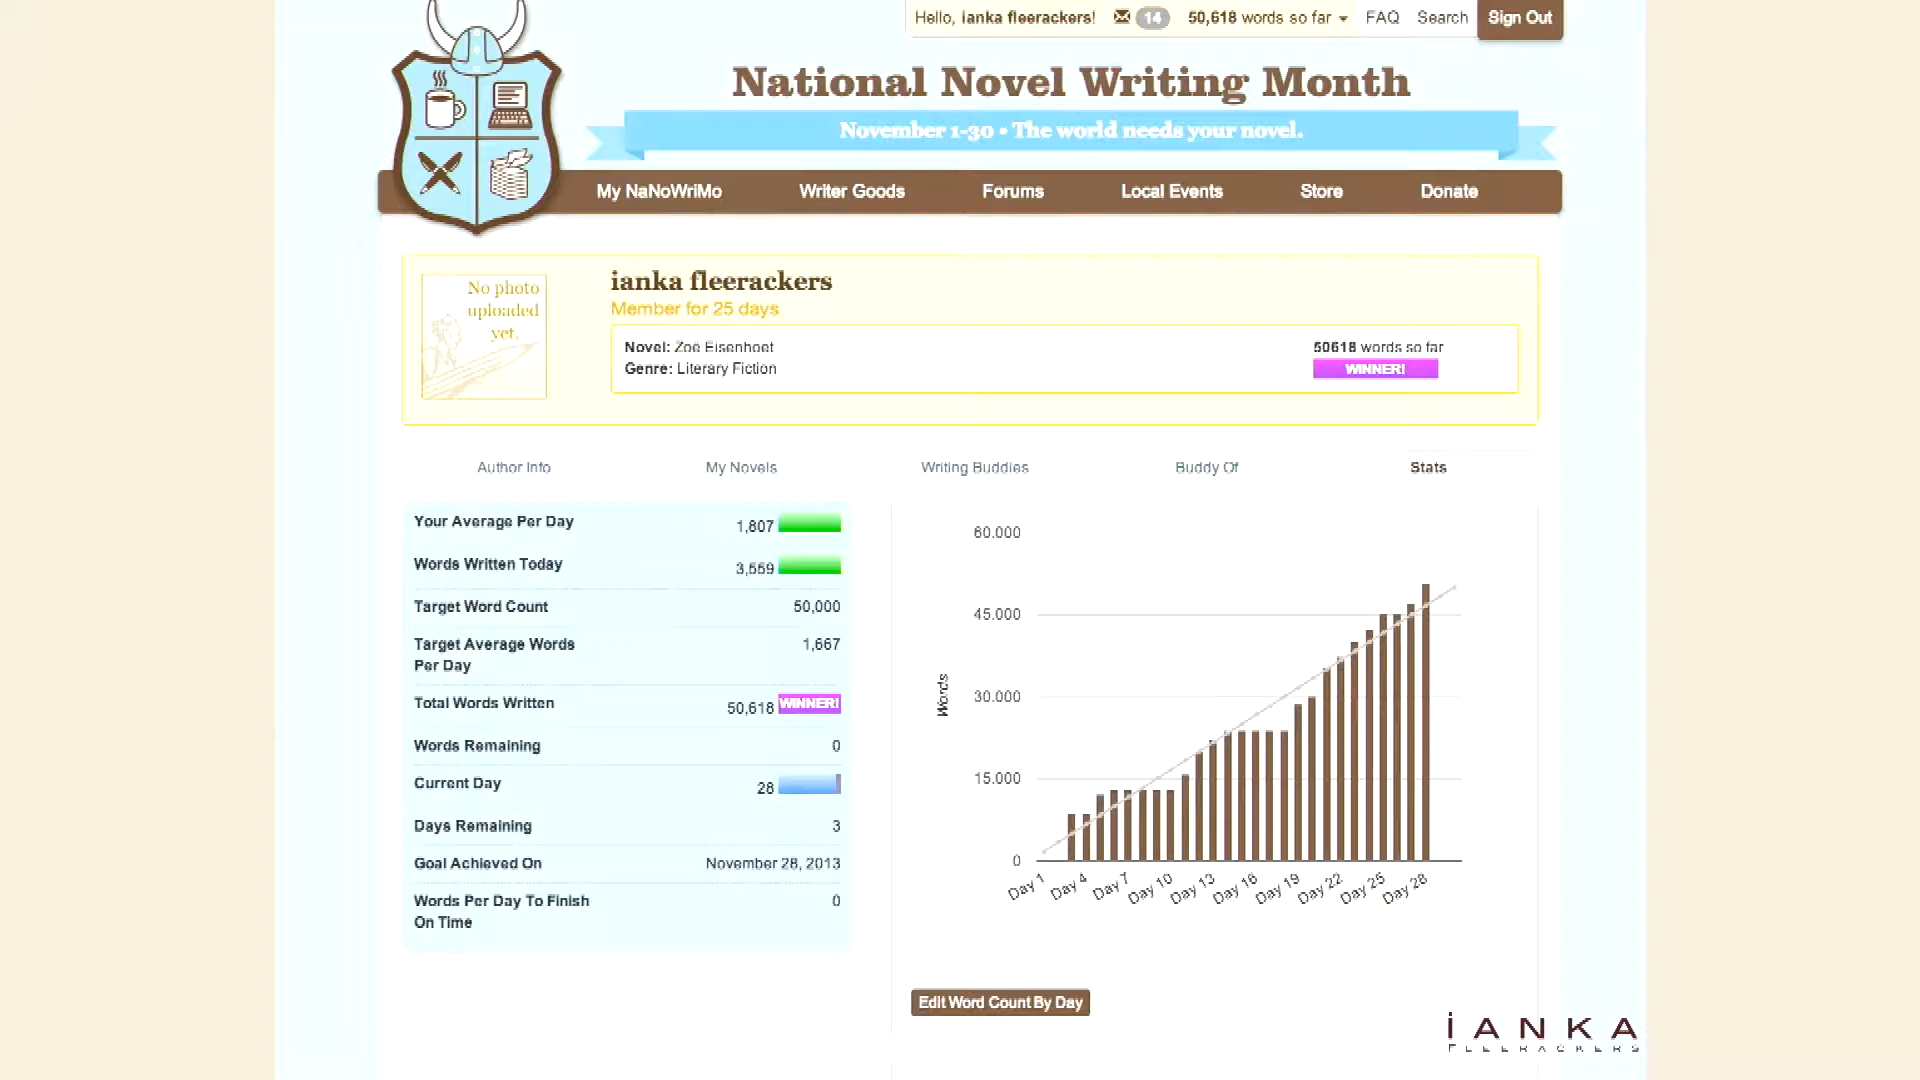 Hello, ianka fleerackers! 14 50,618 words so far FAQ Search Sign Out
National Novel Writing Month
November 1-30 • The world needs your novel.
My NaNoWriMo Writer Goods Forums Local Events Store Donate
No photo
uploaded
yet.
ianka fleerackers
Member for 25 days
Novel: Zoë Eisenhoet
Genre: Literary Fiction
50618 words so far
WINNER!
Author Info My Novels Writing Buddies Buddy Of Stats
Your Average Per Day 1,807
Words Written Today 3,559
Target Word Count 50,000
Target Average Words
Per Day 1,667
Total Words Written 50,618 WINNER!
Words Remaining 0
Current Day 28
Days Remaining 3
Goal Achieved On November 28, 2013
Words Per Day To Finish
On Time 0
60.000
45.000
30.000
15.000
0
Words
Day 1 Day 4 Day 7 Day 10 Day 13 Day 16 Day 19 Day 22 Day 25 Day 28
Edit Word Count By Day
iANKA
FLEERACKERS